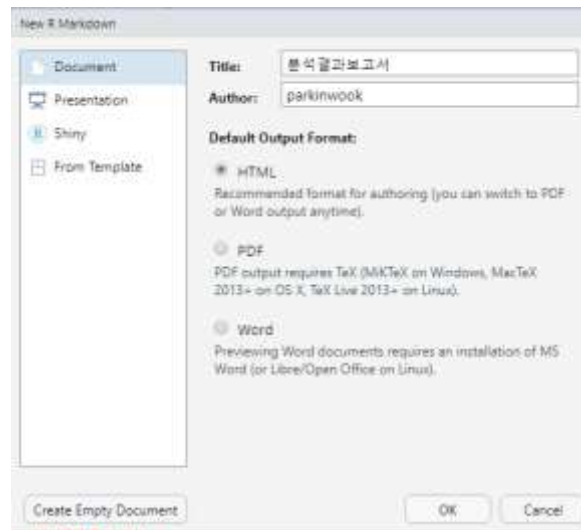 New R Markdown
Document
Presentation
Shiny
From Template
Title: 분석결과보고서
Author: parkinwook
Default Output Format:
HTML
Recommended format for authoring (you can switch to PDF
or Word output anytime).
PDF
PDF output requires TeX (MiKTeX on Windows, MacTeX
2013+ on OS X, TeX Live 2013+ on Linux).
Word
Previewing Word documents requires an installation of MS
Word (or Libre/Open Office on Linux).
Create Empty Document
OK
Cancel